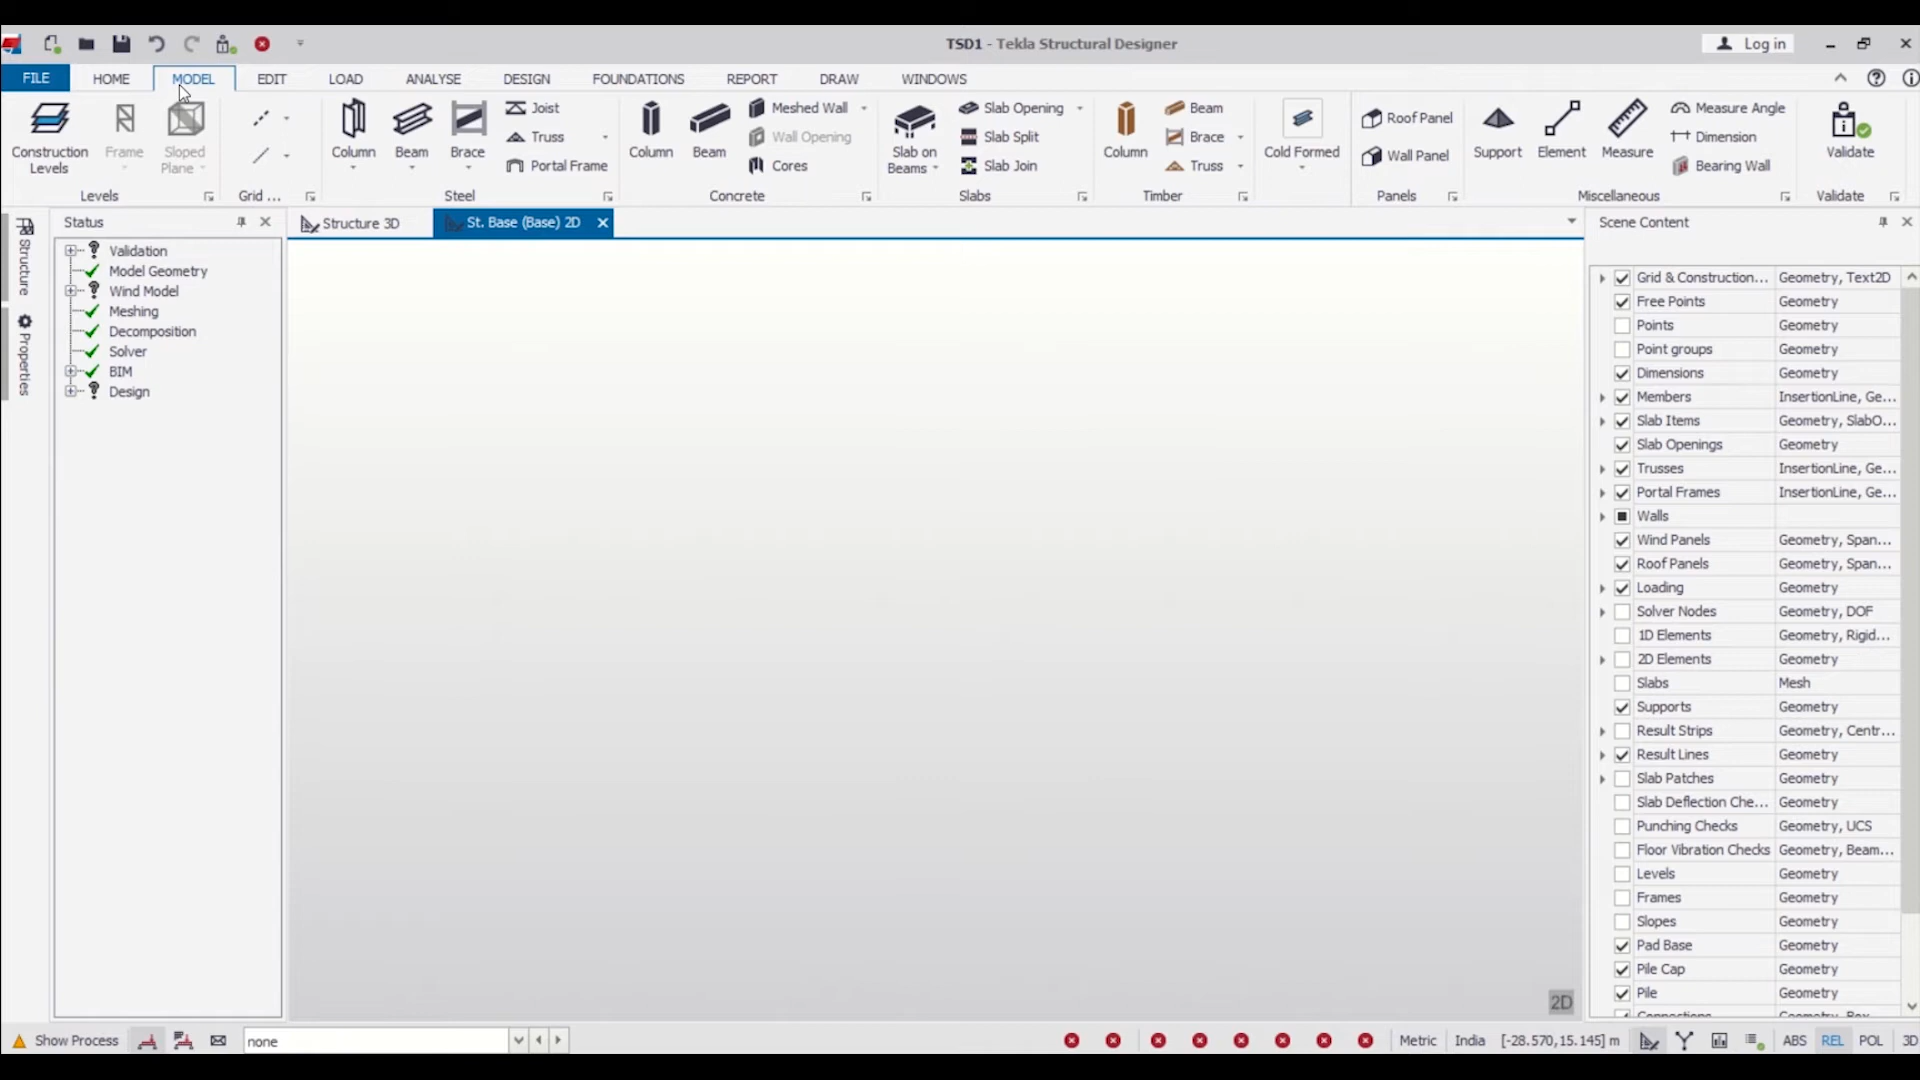 TSD1 - Tekla Structural Designer
Log in
FILE HOME MODEL EDIT LOAD ANALYSE DESIGN FOUNDATIONS REPORT DRAW WINDOWS
Construction Levels
Frame
Sloped Plane
Levels
Grid ...
Column
Beam
Brace
Joist
Truss
Portal Frame
Steel
Column
Beam
Meshed Wall
Wall Opening
Cores
Concrete
Slab on Beams
Slab Opening
Slab Split
Slab Join
Slabs
Column
Beam
Brace
Truss
Timber
Cold Formed
Roof Panel
Wall Panel
Panels
Support
Element
Measure
Measure Angle
Dimension
Bearing Wall
Miscellaneous
Validate
Validate
Structure
Properties
Status
Validation
Model Geometry
Wind Model
Meshing
Decomposition
Solver
BIM
Design
Structure 3D
St. Base (Base) 2D
2D
Scene Content
Grid & Construction... Geometry, Text2D
Free Points Geometry
Points Geometry
Point groups Geometry
Dimensions Geometry
Members InsertionLine, Ge...
Slab Items Geometry, SlabO...
Slab Openings Geometry
Trusses InsertionLine, Ge...
Portal Frames InsertionLine, Ge...
Walls
Wind Panels Geometry, Span...
Roof Panels Geometry, Span...
Loading Geometry
Solver Nodes Geometry, DOF
1D Elements Geometry, Rigid...
2D Elements Geometry
Slabs Mesh
Supports Geometry
Result Strips Geometry, Centr...
Result Lines Geometry
Slab Patches Geometry
Slab Deflection Che... Geometry
Punching Checks Geometry, UCS
Floor Vibration Checks Geometry, Beam...
Levels Geometry
Frames Geometry
Slopes Geometry
Pad Base Geometry
Pile Cap Geometry
Pile Geometry
Show Process
none
Metric India [-28.570,15.145] m ABS REL POL 3D